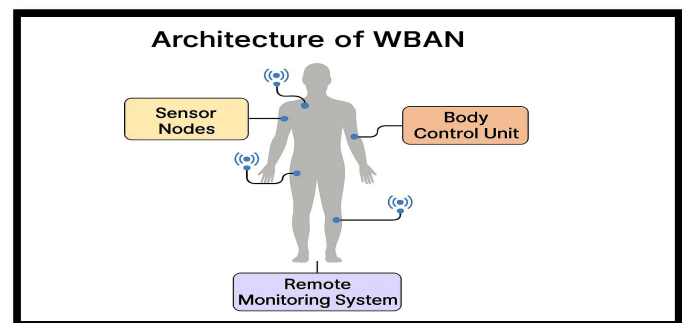 Architecture of WBAN
Sensor
Nodes
Body
Control Unit
Remote
Monitoring System